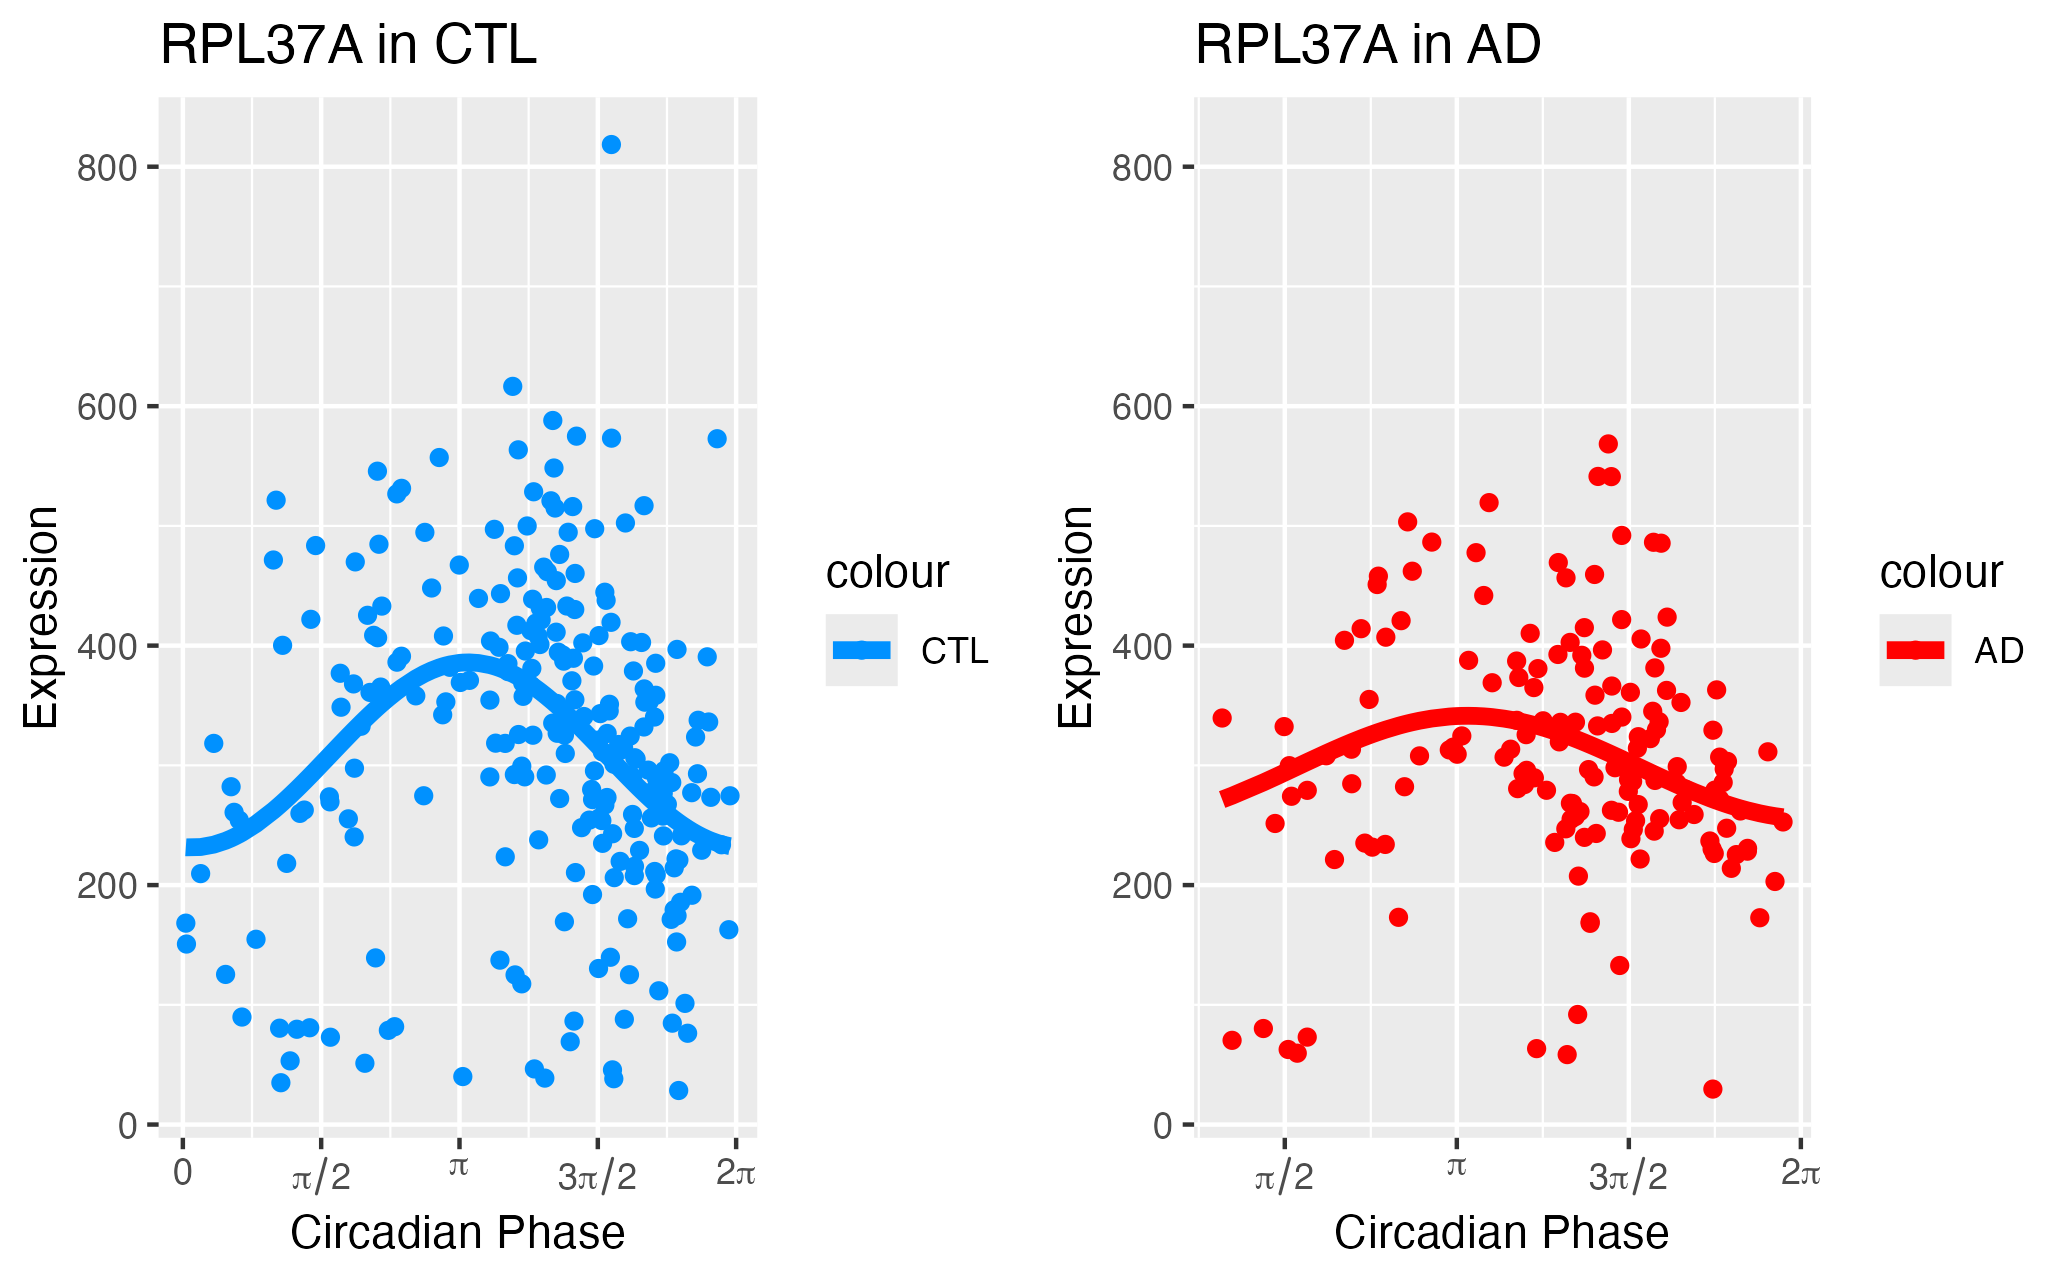 RPL37A in CTL
800
600
400
200
0
Expression
0 π/2 π 3π/2 2π
Circadian Phase
colour
CTL
RPL37A in AD
800
600
400
200
0
Expression
π/2 π 3π/2 2π
Circadian Phase
colour
AD